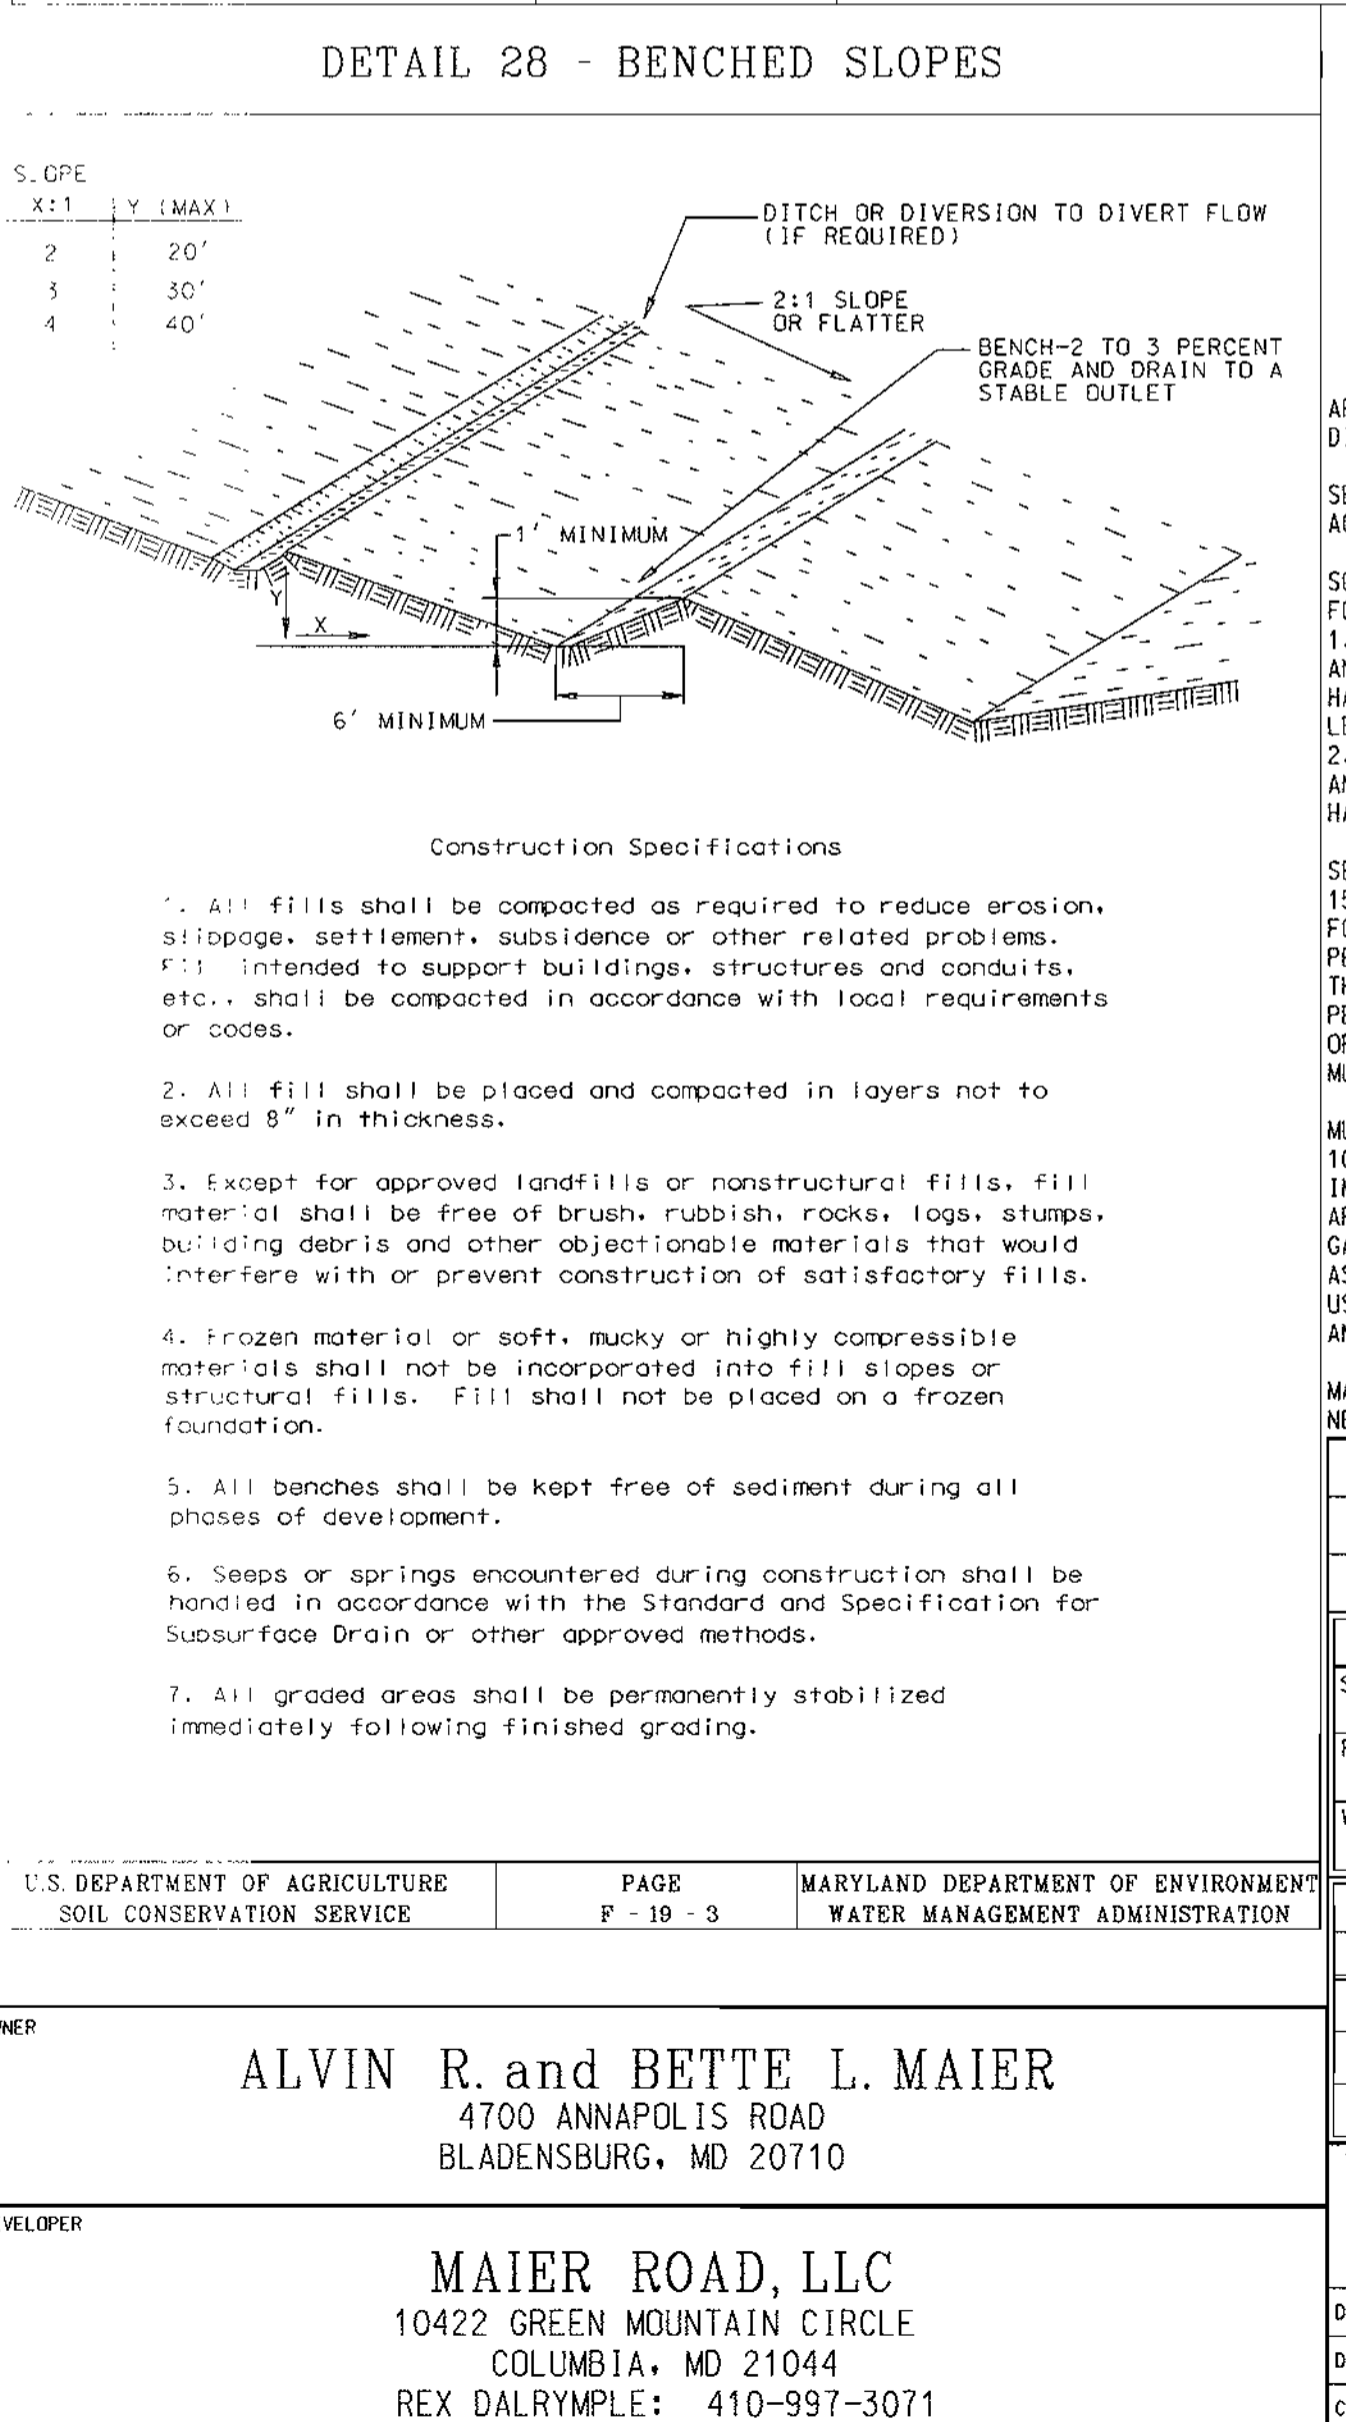 DETAIL 28 - BENCHED SLOPES
SLOPE
X:1 Y (MAX)
2 20'
3 30'
4 40'
DITCH OR DIVERSION TO DIVERT FLOW
(IF REQUIRED)
2:1 SLOPE
OR FLATTER
BENCH-2 TO 3 PERCENT
GRADE AND DRAIN TO A
STABLE OUTLET
1' MINIMUM
Y
X
6' MINIMUM
Construction Specifications
1. All fills shall be compacted as required to reduce erosion,
slippage, settlement, subsidence or other related problems.
Fill intended to support buildings, structures and conduits,
etc., shall be compacted in accordance with local requirements
or codes.
2. All fill shall be placed and compacted in layers not to
exceed 8" in thickness.
3. Except for approved landfills or nonstructural fills, fill
material shall be free of brush, rubbish, rocks, logs, stumps,
building debris and other objectionable materials that would
interfere with or prevent construction of satisfactory fills.
4. Frozen material or soft, mucky or highly compressible
materials shall not be incorporated into fill slopes or
structural fills. Fill shall not be placed on a frozen
foundation.
5. All benches shall be kept free of sediment during all
phases of development.
6. Seeps or springs encountered during construction shall be
handled in accordance with the Standard and Specification for
Subsurface Drain or other approved methods.
7. All graded areas shall be permanently stabilized
immediately following finished grading.
U.S. DEPARTMENT OF AGRICULTURE
SOIL CONSERVATION SERVICE
PAGE
F - 19 - 3
MARYLAND DEPARTMENT OF ENVIRONMENT
WATER MANAGEMENT ADMINISTRATION
NER
ALVIN R. and BETTE L. MAIER
4700 ANNAPOLIS ROAD
BLADENSBURG, MD 20710
VELOPER
MAIER ROAD, LLC
10422 GREEN MOUNTAIN CIRCLE
COLUMBIA, MD 21044
REX DALRYMPLE: 410-997-3071